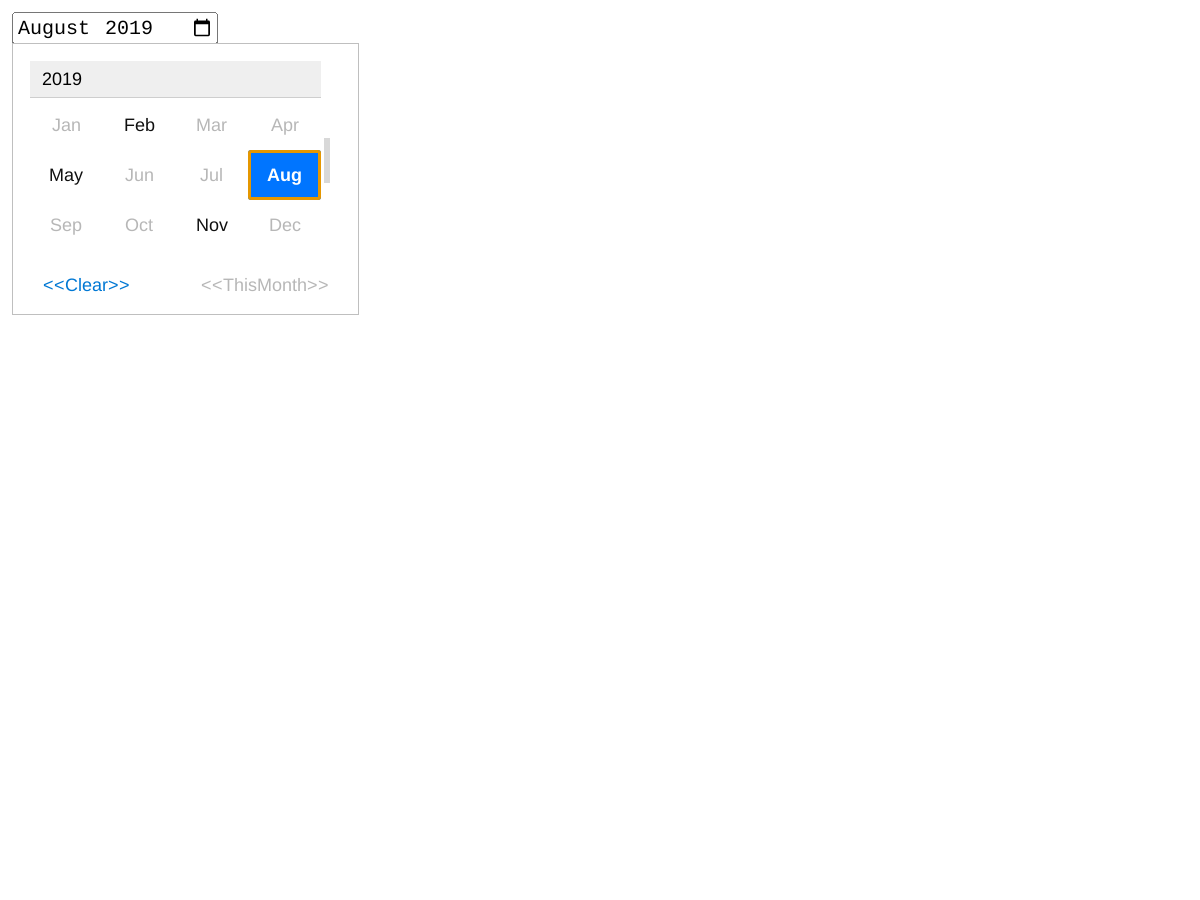 August 2019
2019
Jan Feb Mar Apr
May Jun Jul Aug
Sep Oct Nov Dec
<<Clear>> <<ThisMonth>>